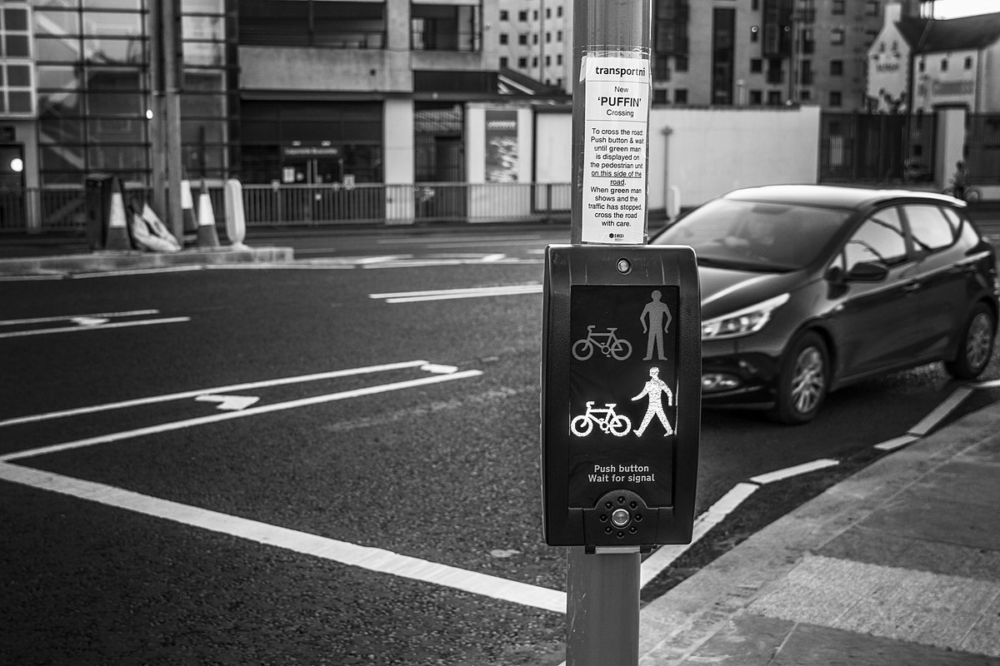 transportni
New
'PUFFIN'
Crossing
To cross the road:
Push button & wait
until green man
is displayed on
the pedestrian unit
on this side of the
road.
When green man
shows and the
traffic has stopped,
cross the road
with care.
Push button
Wait for signal